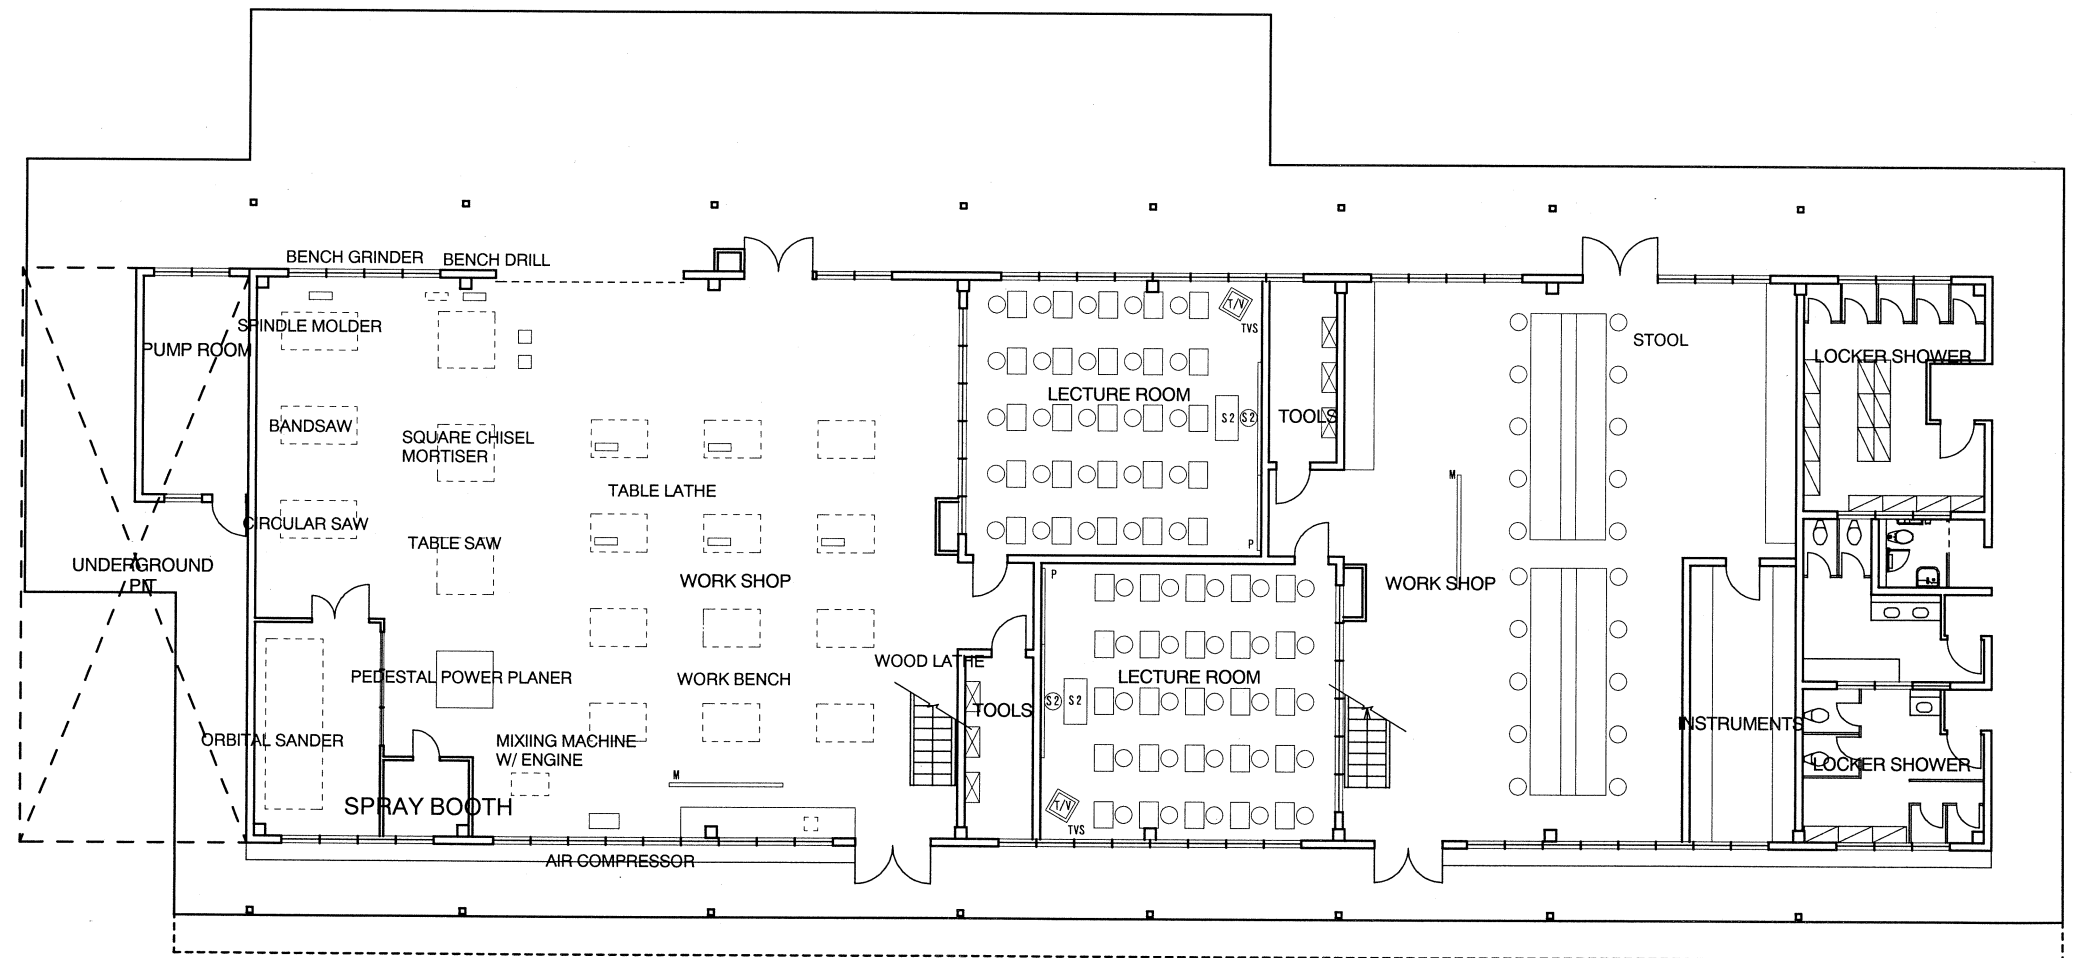 BENCH GRINDER
BENCH DRILL
SPINDLE MOLDER
PUMP ROOM
T/V
TVS
STOOL
LOCKER SHOWER
LECTURE ROOM
BANDSAW
SQUARE CHISEL
MORTISER
S2
S2
TOOLS
TABLE LATHE
M
CIRCULAR SAW
TABLE SAW
P
UNDERGROUND
PIT
WORK SHOP
P
WORK SHOP
WOOD LATHE
PEDESTAL POWER PLANER
WORK BENCH
LECTURE ROOM
S2
S2
TOOLS
INSTRUMENTS
ORBITAL SANDER
MIXIING MACHINE
W/ ENGINE
LOCKER SHOWER
M
SPRAY BOOTH
T/V
TVS
AIR COMPRESSOR